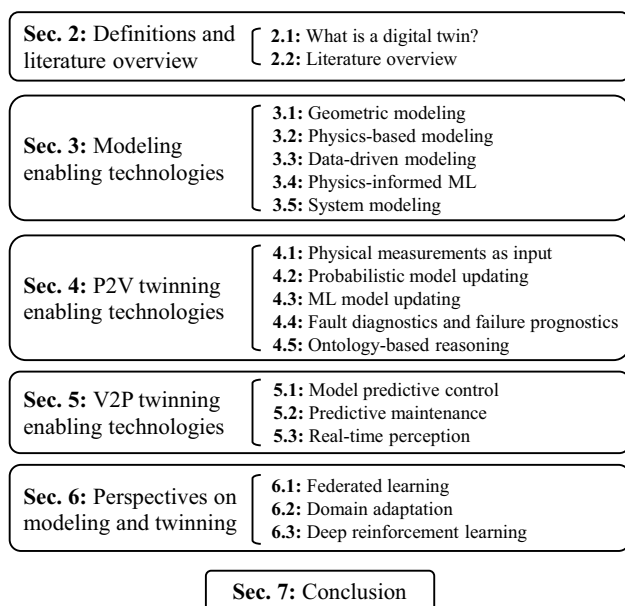 Sec. 2: Definitions and
literature overview
2.1: What is a digital twin?
2.2: Literature overview
Sec. 3: Modeling
enabling technologies
3.1: Geometric modeling
3.2: Physics-based modeling
3.3: Data-driven modeling
3.4: Physics-informed ML
3.5: System modeling
Sec. 4: P2V twinning
enabling technologies
4.1: Physical measurements as input
4.2: Probabilistic model updating
4.3: ML model updating
4.4: Fault diagnostics and failure prognostics
4.5: Ontology-based reasoning
Sec. 5: V2P twinning
enabling technologies
5.1: Model predictive control
5.2: Predictive maintenance
5.3: Real-time perception
Sec. 6: Perspectives on
modeling and twinning
6.1: Federated learning
6.2: Domain adaptation
6.3: Deep reinforcement learning
Sec. 7: Conclusion